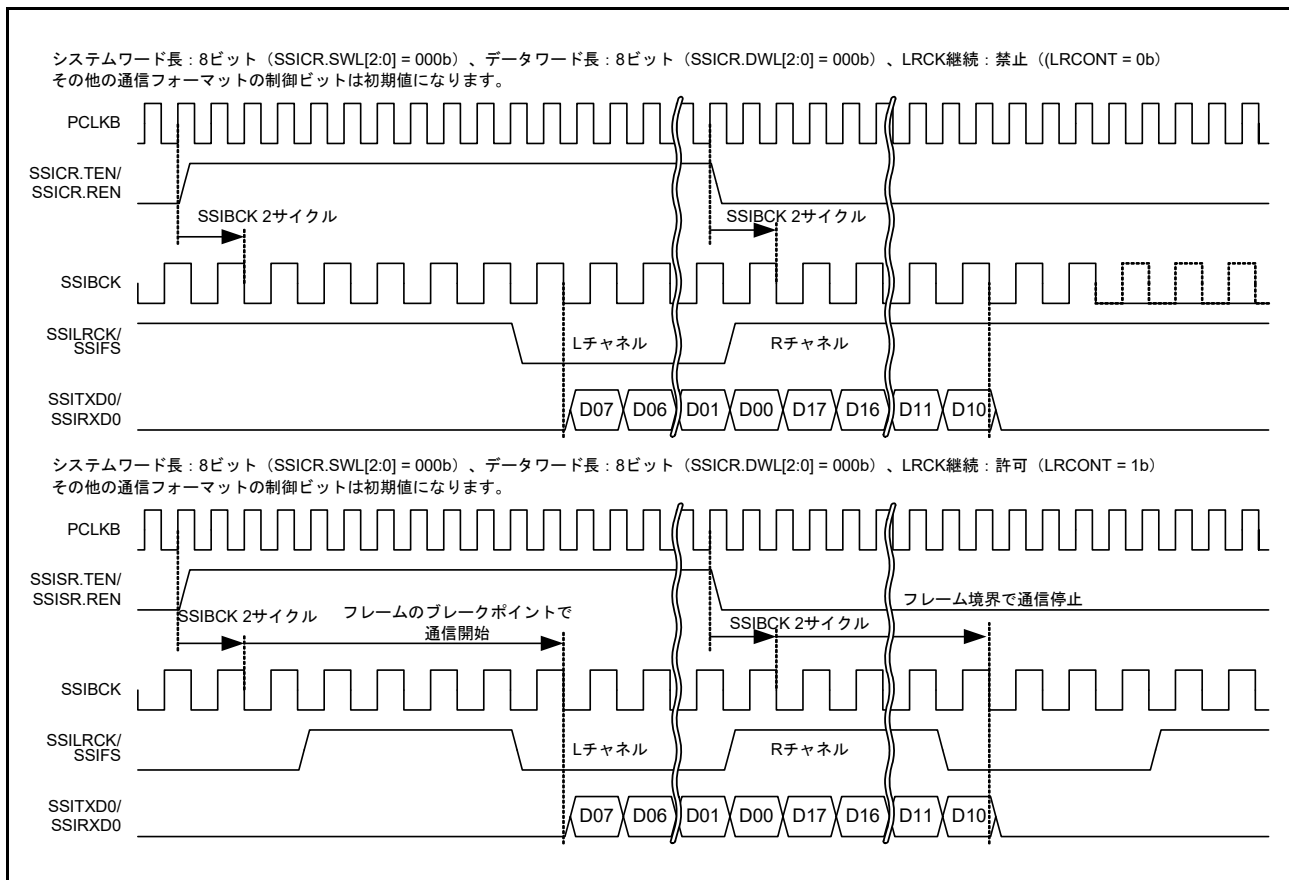 システムワード長：8ビット（SSICR.SWL[2:0] = 000b）、データワード長：8ビット（SSICR.DWL[2:0] = 000b）、LRCK継続：禁止（(LRCONT = 0b）
その他の通信フォーマットの制御ビットは初期値になります。
PCLKB
SSICR.TEN/
SSICR.REN
SSIBCK 2サイクル
SSIBCK 2サイクル
SSIBCK
SSILRCK/
SSIFS
Lチャネル
Rチャネル
SSITXD0/
SSIRXD0
D07 D06 D01 D00 D17 D16 D11 D10
システムワード長：8ビット（SSICR.SWL[2:0] = 000b）、データワード長：8ビット（SSICR.DWL[2:0] = 000b）、LRCK継続：許可（LRCONT = 1b）
その他の通信フォーマットの制御ビットは初期値になります。
PCLKB
SSISR.TEN/
SSISR.REN
SSIBCK 2サイクル
フレームのブレークポイントで
通信開始
SSIBCK 2サイクル
フレーム境界で通信停止
SSIBCK
SSILRCK/
SSIFS
Lチャネル
Rチャネル
SSITXD0/
SSIRXD0
D07 D06 D01 D00 D17 D16 D11 D10